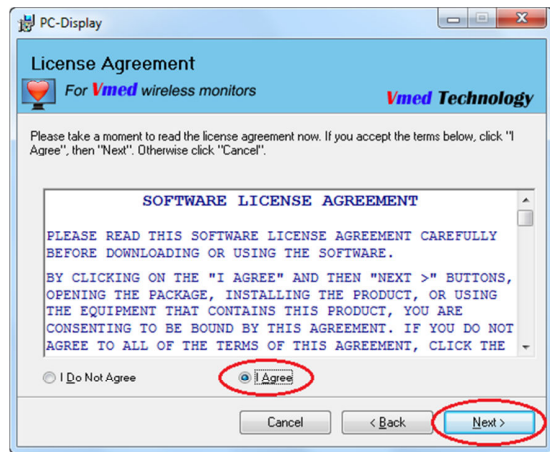 PC-Display
License Agreement
For Vmed wireless monitors
Vmed Technology
Please take a moment to read the license agreement now. If you accept the terms below, click "I
Agree", then "Next". Otherwise click "Cancel".
SOFTWARE LICENSE AGREEMENT
PLEASE READ THIS SOFTWARE LICENSE AGREEMENT CAREFULLY
BEFORE DOWNLOADING OR USING THE SOFTWARE.
BY CLICKING ON THE "I AGREE" AND THEN "NEXT >" BUTTONS,
OPENING THE PACKAGE, INSTALLING THE PRODUCT, OR USING
THE EQUIPMENT THAT CONTAINS THIS PRODUCT, YOU ARE
CONSENTING TO BE BOUND BY THIS AGREEMENT. IF YOU DO NOT
AGREE TO ALL OF THE TERMS OF THIS AGREEMENT, CLICK THE
I Do Not Agree
I Agree
Cancel
< Back
Next >